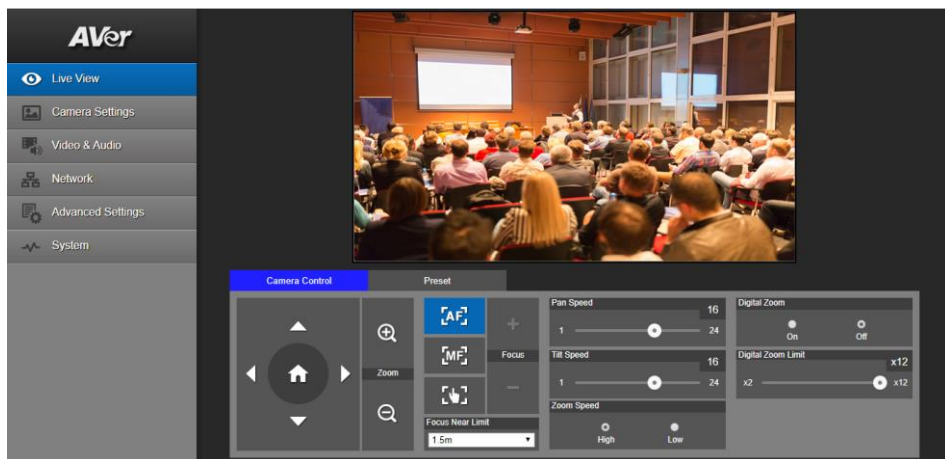 AVer
Live View
Camera Settings
Video & Audio
Network
Advanced Settings
System
Camera Control
Preset
Zoom
AF
MF
Focus
Focus Near Limit
1.5m
Pan Speed
16
1 24
Tilt Speed
16
1 24
Zoom Speed
High Low
Digital Zoom
On Off
Digital Zoom Limit
x12
x2 x12